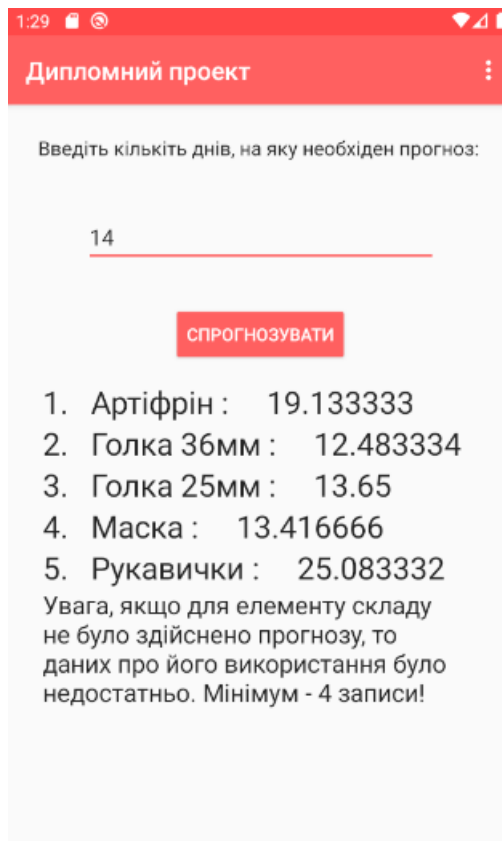 1:29
Дипломний проект
Введіть кількіть днів, на яку необхіден прогноз:
14
СПРОГНОЗУВАТИ
1. Артіфрін : 19.133333
2. Голка 36мм : 12.483334
3. Голка 25мм : 13.65
4. Маска : 13.416666
5. Рукавички : 25.083332
Увага, якщо для елементу складу
не було здійснено прогнозу, то
даних про його використання було
недостатньо. Мінімум - 4 записи!